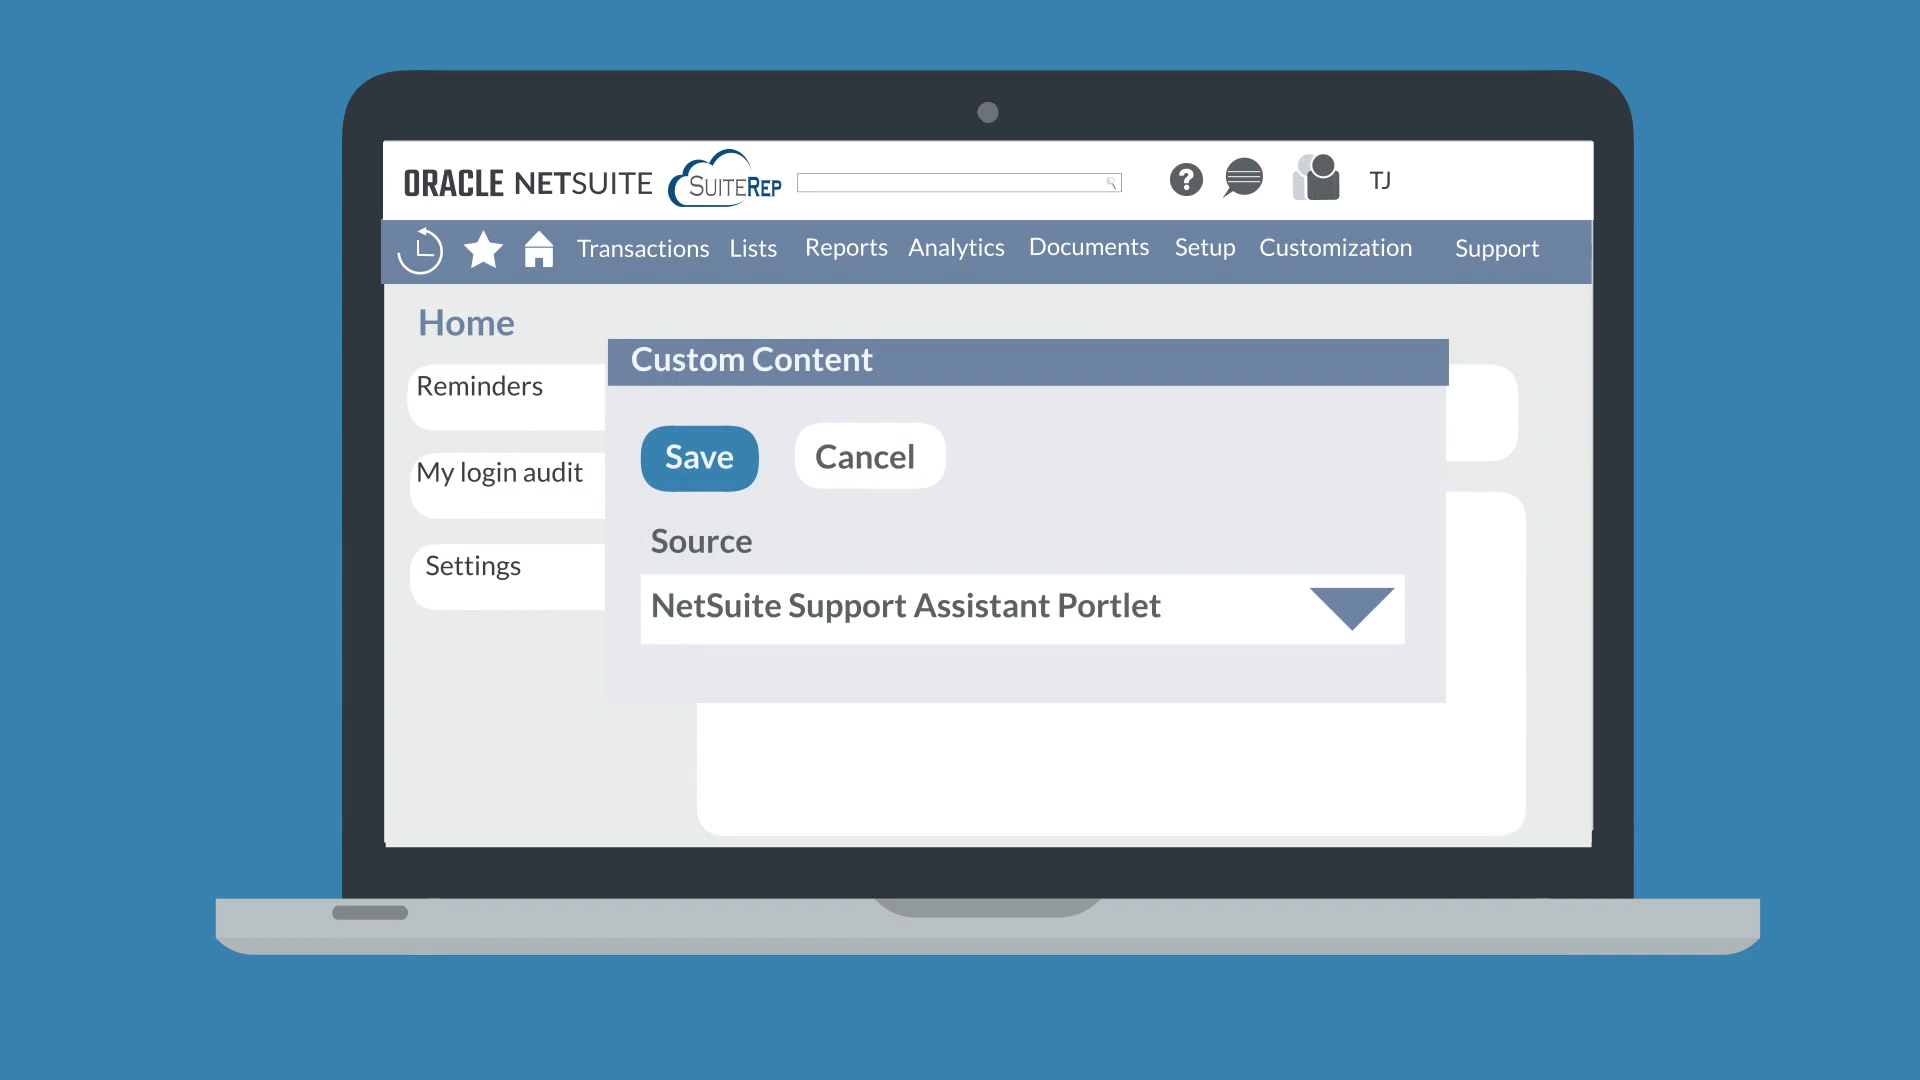 ORACLE NETSUITE SUITEREP TJ
Transactions Lists Reports Analytics Documents Setup Customization Support
Home
Custom Content
Reminders
Save Cancel
My login audit
Source
Settings
NetSuite Support Assistant Portlet